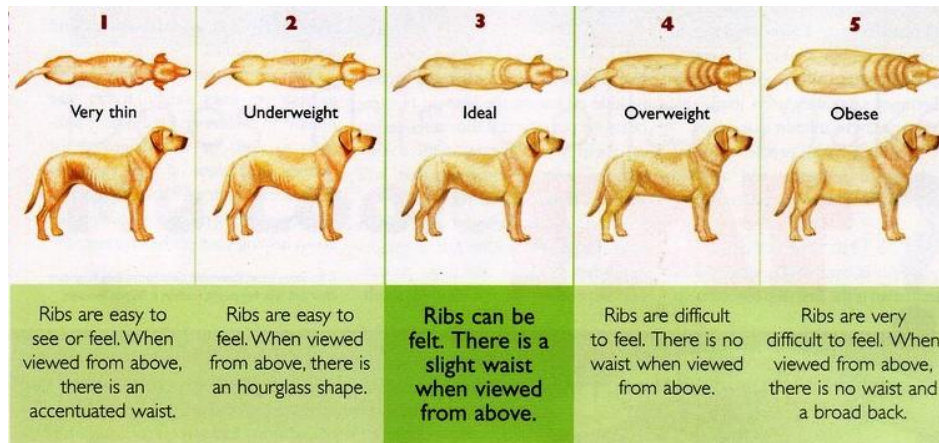 1
2
3
4
5
Very thin
Underweight
Ideal
Overweight
Obese
Ribs are easy to
see or feel. When
viewed from above,
there is an
accentuated waist.
Ribs are easy to
feel. When viewed
from above, there is
an hourglass shape.
Ribs can be
felt. There is a
slight waist
when viewed
from above.
Ribs are difficult
to feel. There is no
waist when viewed
from above.
Ribs are very
difficult to feel. When
viewed from above,
there is no waist and
a broad back.